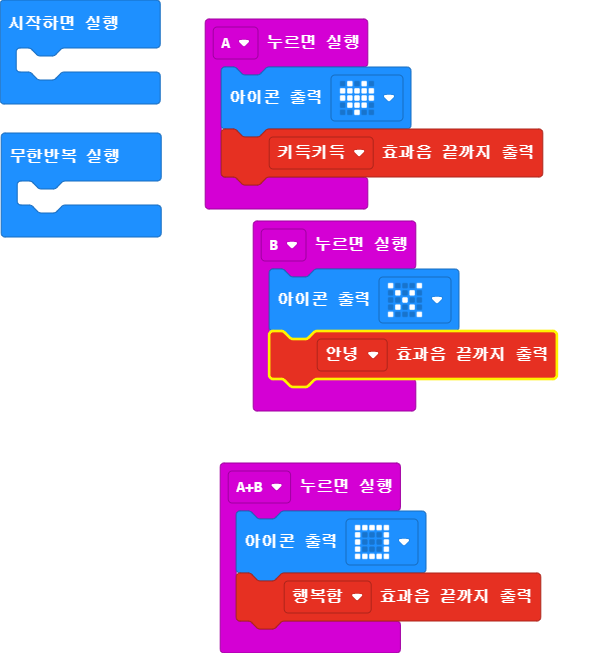 시작하면 실행
무한반복 실행
A 누르면 실행
아이콘 출력
키득키득 효과음 끝까지 출력
B 누르면 실행
아이콘 출력
안녕 효과음 끝까지 출력
A+B 누르면 실행
아이콘 출력
행복함 효과음 끝까지 출력